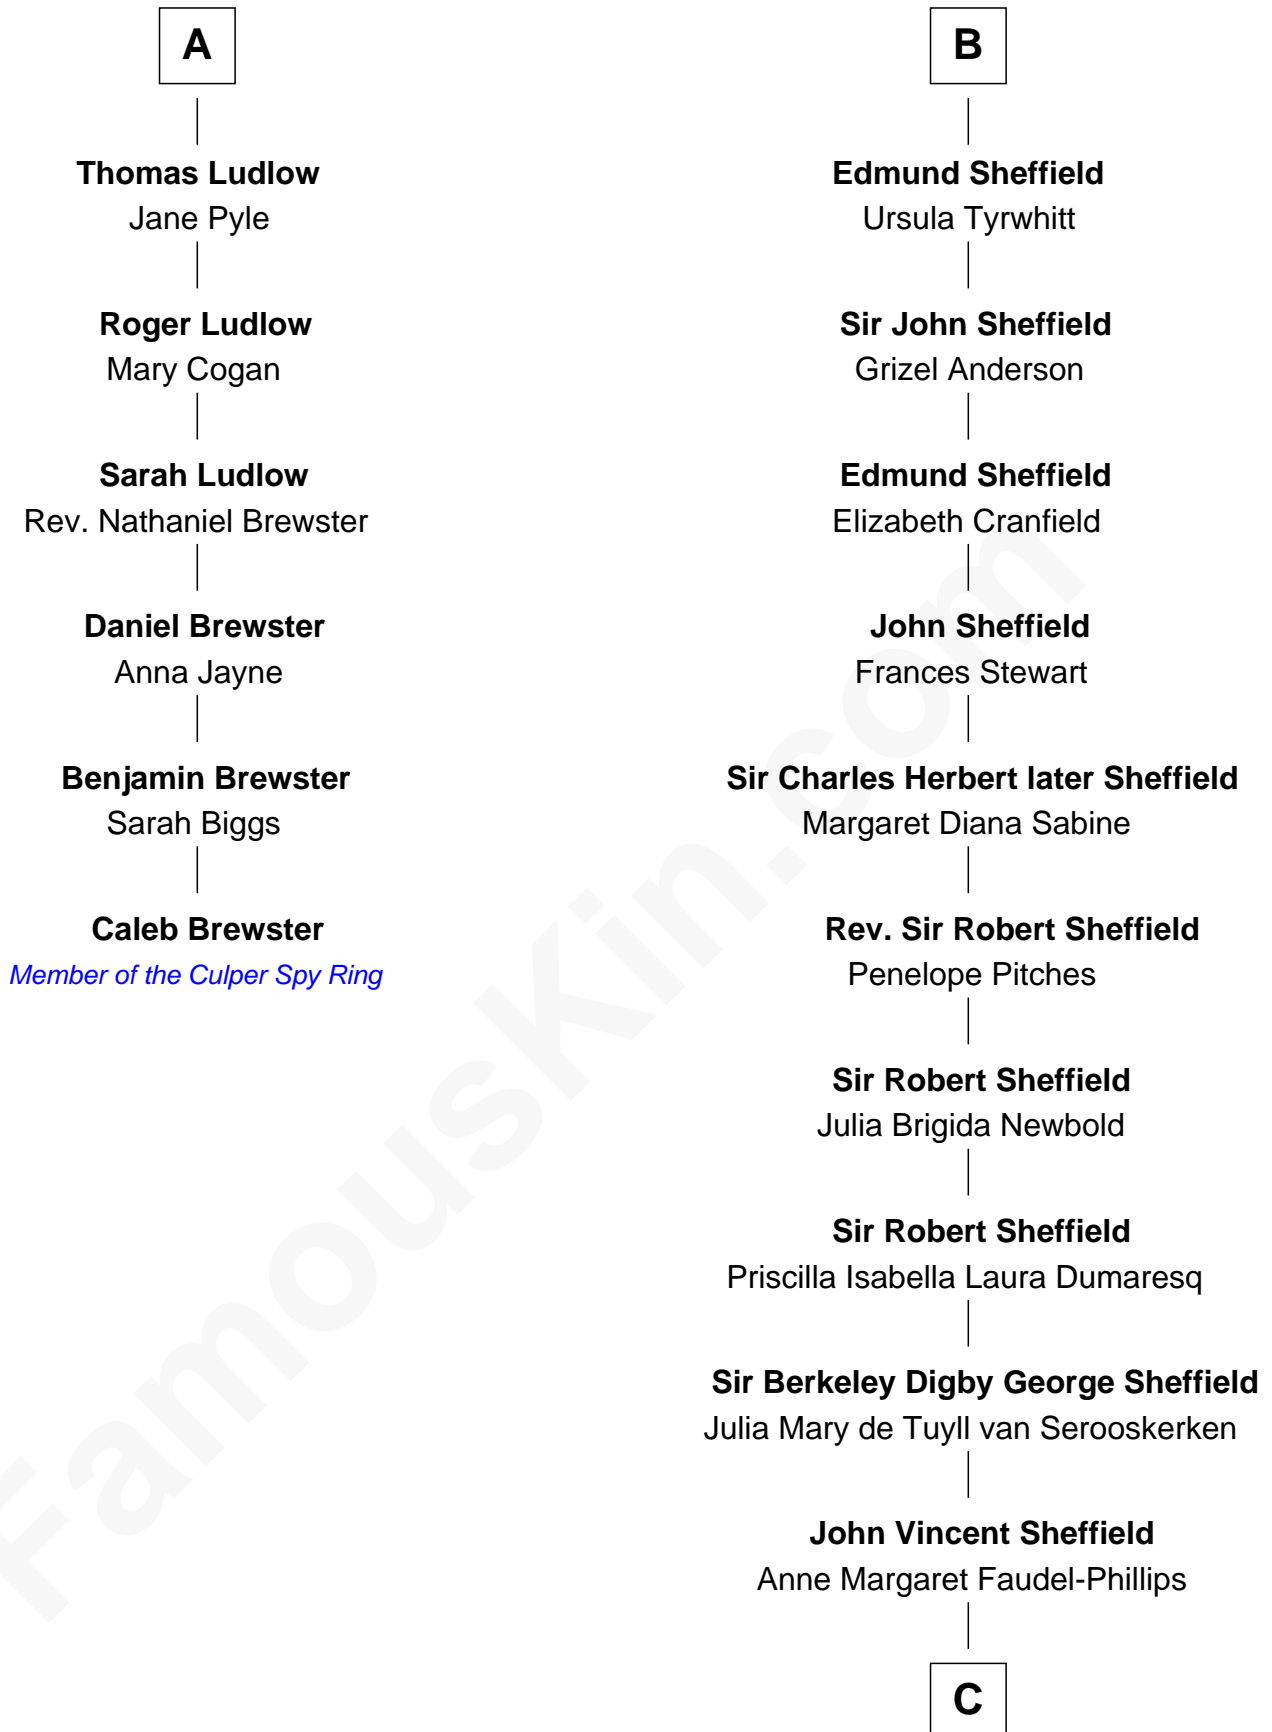 A
Thomas Ludlow
Jane Pyle
Roger Ludlow
Mary Cogan
Sarah Ludlow
Rev. Nathaniel Brewster
Daniel Brewster
Anna Jayne
Benjamin Brewster
Sarah Biggs
Caleb Brewster
Member of the Culper Spy Ring
B
Edmund Sheffield
Ursula Tyrwhitt
Sir John Sheffield
Grizel Anderson
Edmund Sheffield
Elizabeth Cranfield
John Sheffield
Frances Stewart
Sir Charles Herbert later Sheffield
Margaret Diana Sabine
Rev. Sir Robert Sheffield
Penelope Pitches
Sir Robert Sheffield
Julia Brigida Newbold
Sir Robert Sheffield
Priscilla Isabella Laura Dumaresq
Sir Berkeley Digby George Sheffield
Julia Mary de Tuyll van Serooskerken
John Vincent Sheffield
Anne Margaret Faudel-Phillips
C
FamousKin.com